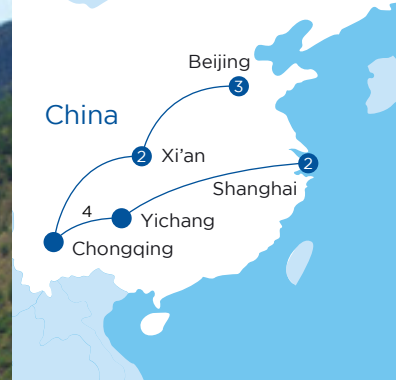 Beijing
3
China
2 Xi'an
2
Shanghai
4
Yichang
Chongqing